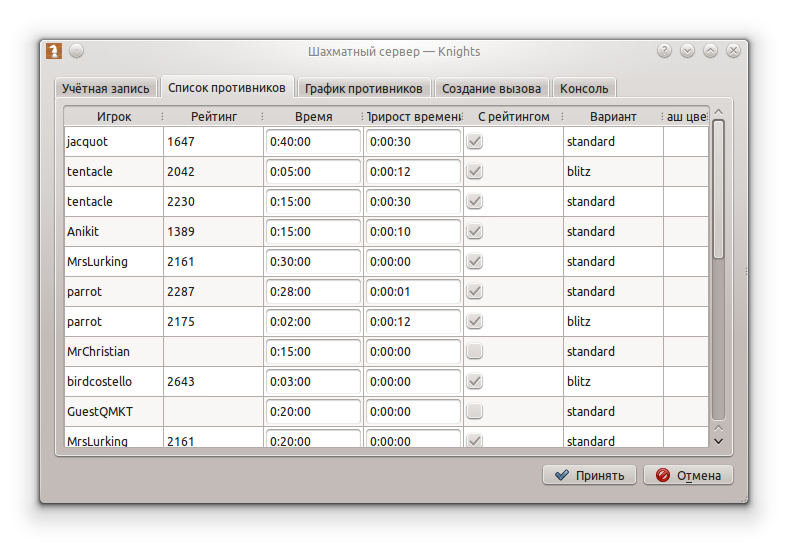 Шахматный сервер — Knights
Учётная запись Список противников График противников Создание вызова Консоль
Игрок Рейтинг Время Прирост времени С рейтингом Вариант аш цве
jacquot 1647 0:40:00 0:00:30 standard
tentacle 2042 0:05:00 0:00:12 blitz
tentacle 2230 0:15:00 0:00:30 standard
Anikit 1389 0:15:00 0:00:10 standard
MrsLurking 2161 0:30:00 0:00:00 standard
parrot 2287 0:28:00 0:00:01 standard
parrot 2175 0:02:00 0:00:12 blitz
MrChristian 0:15:00 0:00:00 standard
birdcostello 2643 0:03:00 0:00:00 blitz
GuestQMKT 0:20:00 0:00:00 standard
MrsLurking 2161 0:20:00 0:00:00 standard
Принять Отмена